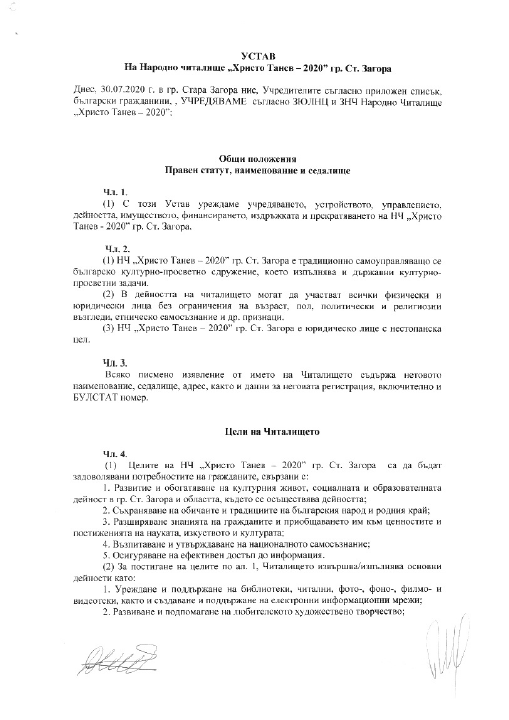 УСТАВ
На Народно читалище „Христо Танев – 2020” гр. Ст. Загора
Днес, 30.07.2020 г. в гр. Стара Загора ние, Учредителите съгласно приложен списък,
български гражданини, , УЧРЕДЯВАМЕ съгласно ЗЮЛНЦ и ЗНЧ Народно Читалище
„Христо Танев – 2020”:
Общи положения
Правен статут, наименование и седалище
Чл. 1.
(1) С този Устав уреждаме учредяването, устройството, управлението,
дейността, имуществото, финансирането, издръжката и прекратяването на НЧ „Христо
Танев - 2020” гр. Ст. Загора.
Чл. 2.
(1) НЧ „Христо Танев – 2020” гр. Ст. Загора е традиционно самоуправляващо се
българско културно-просветно сдружение, което изпълнява и държавни културно-
просветни задачи.
(2) В дейността на читалището могат да участват всички физически и
юридически лица без ограничения на възраст, пол, политически и религиозни
възгледи, етническо самосъзнание и др. признаци.
(3) НЧ „Христо Танев – 2020” гр. Ст. Загора е юридическо лице с нестопанска
цел.
Чл. 3.
Всяко писмено изявление от името на Читалището съдържа неговото
наименование, седалище, адрес, както и данни за неговата регистрация, включително и
БУЛСТАТ номер.
Цели на Читалището
Чл. 4.
(1) Целите на НЧ „Христо Танев – 2020” гр. Ст. Загора са да бъдат
задоволявани потребностите на гражданите, свързани с:
1. Развитие и обогатяване на културния живот, социалната и образователната
дейност в гр. Ст. Загора и областта, където се осъществява дейността;
2. Съхраняване на обичаите и традициите на българския народ и родния край;
3. Разширяване знанията на гражданите и приобщаването им към ценностите и
постиженията на науката, изкуството и културата;
4. Възпитаване и утвърждаване на националното самосъзнание;
5. Осигуряване на ефективен достъп до информация.
(2) За постигане на целите по ал. 1, Читалището извършва/изпълнява основни
дейности като:
1. Уреждане и поддържане на библиотеки, читални, фото-, фоно-, филмо- и
видеотеки, както и създаване и поддържане на електронни информационни мрежи;
2. Развиване и подпомагане на любителското художествено творчество;